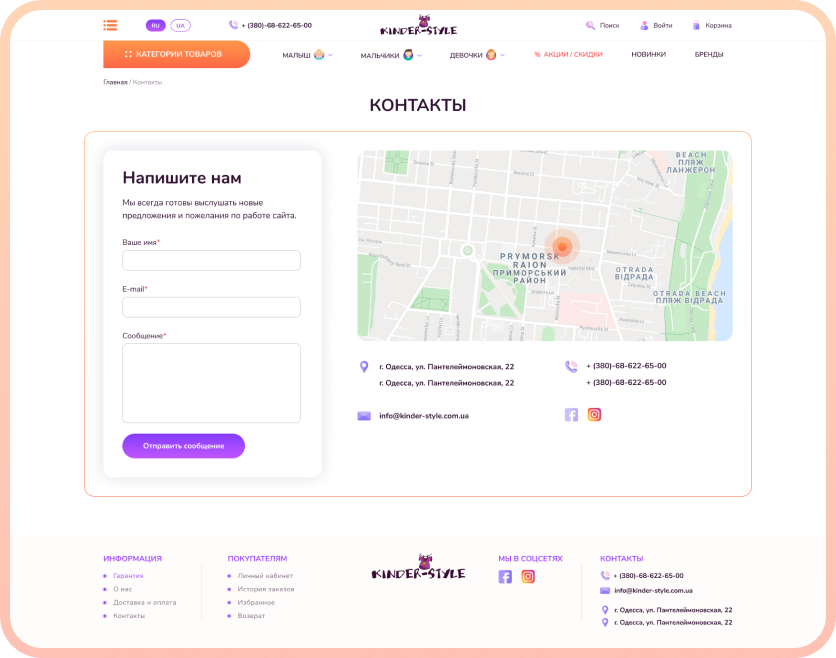 RU UA
+ (380)-68-622-65-00
KINDER-STYLE
Поиск
Войти
Корзина
КАТЕГОРИИ ТОВАРОВ
МАЛЫШ
МАЛЬЧИКИ
ДЕВОЧКИ
% АКЦИИ / СКИДКИ
НОВИНКИ
БРЕНДЫ
Главная / Контакты
КОНТАКТЫ
Напишите нам
Мы всегда готовы выслушать новые
предложения и пожелания по работе сайта.
Ваше имя*
E-mail*
Сообщение*
Отправить сообщение
BEACH
ПЛЯЖ
ЛАНЖЕРОН
PRYMORSK
RAION
ПРИМОРСЬКИЙ
РАЙОН
OTRADA
ВІДРАДА
OTRADA BEACH
ПЛЯЖ ВІДРАДА
г. Одесса, ул. Пантелеймоновская, 22
г. Одесса, ул. Пантелеймоновская, 22
+ (380)-68-622-65-00
+ (380)-68-622-65-00
info@kinder-style.com.ua
ИНФОРМАЦИЯ
Гарантия
О нас
Доставка и оплата
Контакты
ПОКУПАТЕЛЯМ
Личный кабинет
История заказов
Избранное
Возврат
KINDER-STYLE
МЫ В СОЦСЕТЯХ
КОНТАКТЫ
+ (380)-68-622-65-00
info@kinder-style.com.ua
г. Одесса, ул. Пантелеймоновская, 22
г. Одесса, ул. Пантелеймоновская, 22